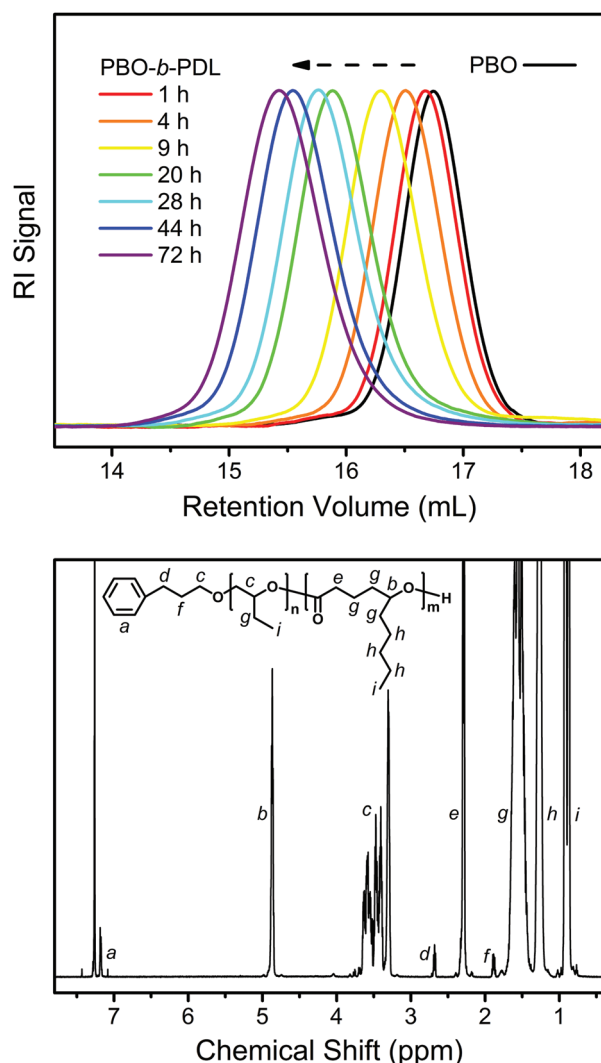 PBO-b-PDL
PBO
1 h
4 h
9 h
20 h
28 h
44 h
72 h
RI Signal
14 15 16 17 18
Retention Volume (mL)
d c c O e g b O H
a f O n g m
g i O g h
h
h
i
b c e g h i
a d f
7 6 5 4 3 2 1
Chemical Shift (ppm)